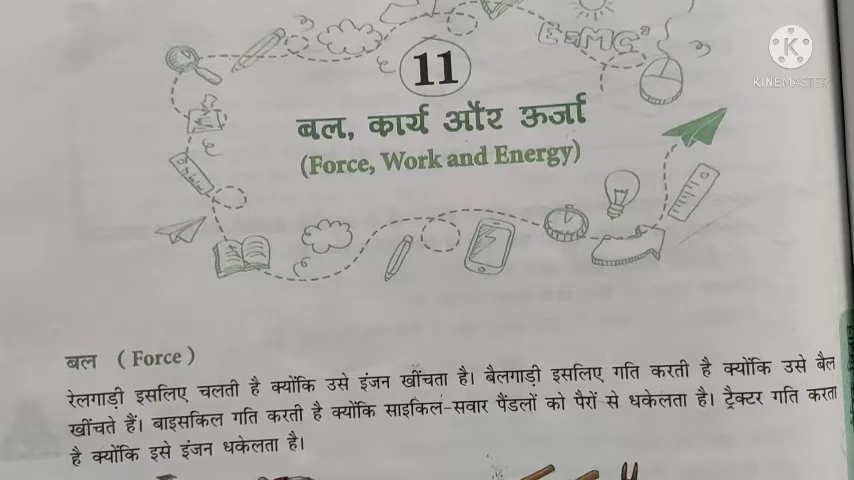 KINEMASTER
E=MC²
11
बल, कार्य और ऊर्जा
(Force, Work and Energy)
बल ( Force )
रेलगाड़ी इसलिए चलती है क्योंकि उसे इंजन खींचता है। बैलगाड़ी इसलिए गति करती है क्योंकि उसे बैल
खींचते हैं। बाइसकिल गति करती है क्योंकि साइकिल-सवार पैंडलों को पैरों से धकेलता है। ट्रैक्टर गति करता
है क्योंकि इसे इंजन धकेलता है।